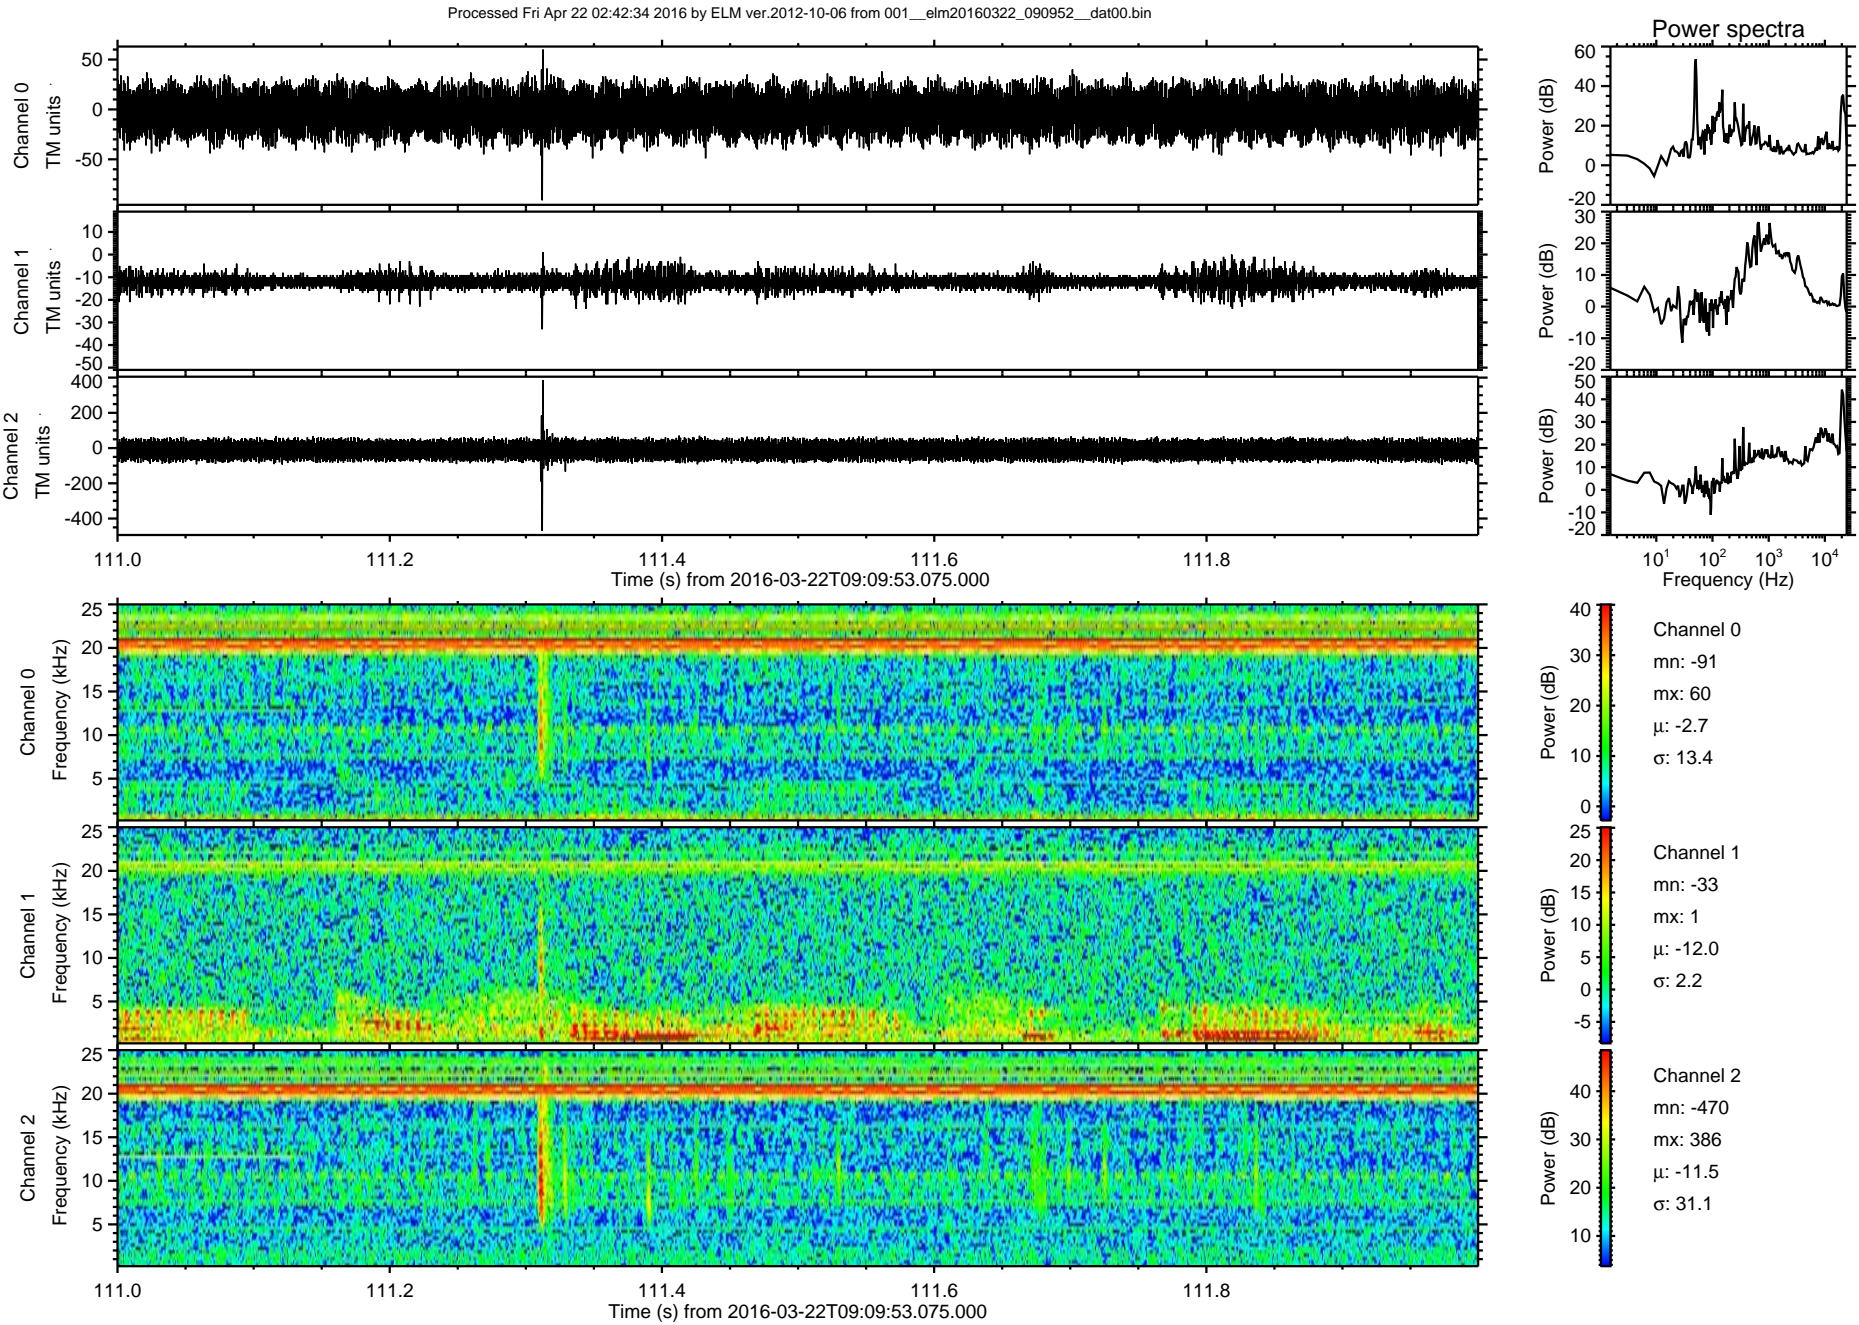 Processed Fri Apr 22 02:42:34 2016 by ELM ver.2012-10-06 from 001__elm20160322_090952__dat00.bin
Power spectra
Channel 0
TM units
50
0
-50
Power (dB)
60
40
20
0
-20
Channel 1
TM units
10
0
-10
-20
-30
-40
-50
Power (dB)
30
20
10
0
-10
-20
Channel 2
TM units
400
200
0
-200
-400
Power (dB)
50
40
30
20
10
0
-10
-20
111.0 111.2 111.4 111.6 111.8
Time (s) from 2016-03-22T09:09:53.075.000
10¹ 10² 10³ 10⁴
Frequency (Hz)
Channel 0
Frequency (kHz)
25
20
15
10
5
Power (dB)
40
30
20
10
0
Channel 0
mn: -91
mx: 60
μ: -2.7
σ: 13.4
Channel 1
Frequency (kHz)
25
20
15
10
5
Power (dB)
25
20
15
10
5
0
-5
Channel 1
mn: -33
mx: 1
μ: -12.0
σ: 2.2
Channel 2
Frequency (kHz)
25
20
15
10
5
Power (dB)
40
30
20
10
Channel 2
mn: -470
mx: 386
μ: -11.5
σ: 31.1
111.0 111.2 111.4 111.6 111.8
Time (s) from 2016-03-22T09:09:53.075.000